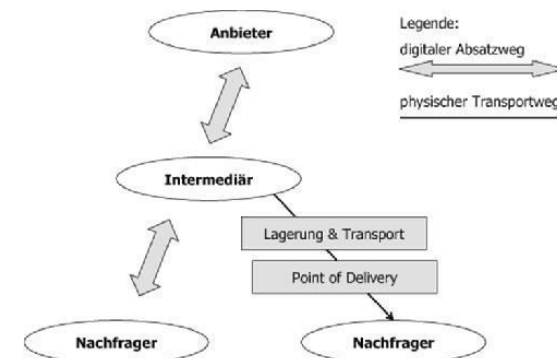 Anbieter
Legende:
digitaler Absatzweg
physischer Transportweg
Intermediär
Lagerung & Transport
Point of Delivery
Nachfrager
Nachfrager